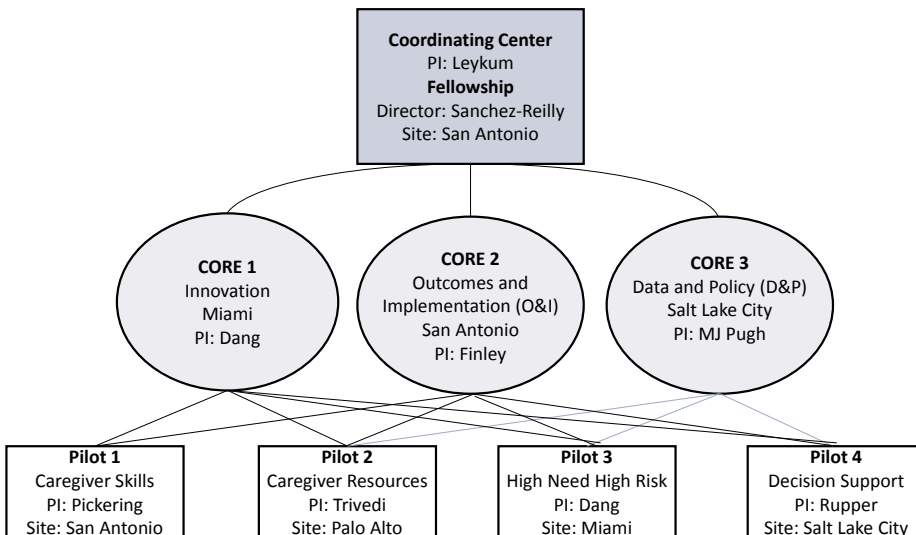 Coordinating Center
PI: Leykum
Fellowship
Director: Sanchez-Reilly
Site: San Antonio
CORE 1
Innovation
Miami
PI: Dang
CORE 2
Outcomes and
Implementation (O&I)
San Antonio
PI: Finley
CORE 3
Data and Policy (D&P)
Salt Lake City
PI: MJ Pugh
Pilot 1
Caregiver Skills
PI: Pickering
Site: San Antonio
Pilot 2
Caregiver Resources
PI: Trivedi
Site: Palo Alto
Pilot 3
High Need High Risk
PI: Dang
Site: Miami
Pilot 4
Decision Support
PI: Rupper
Site: Salt Lake City